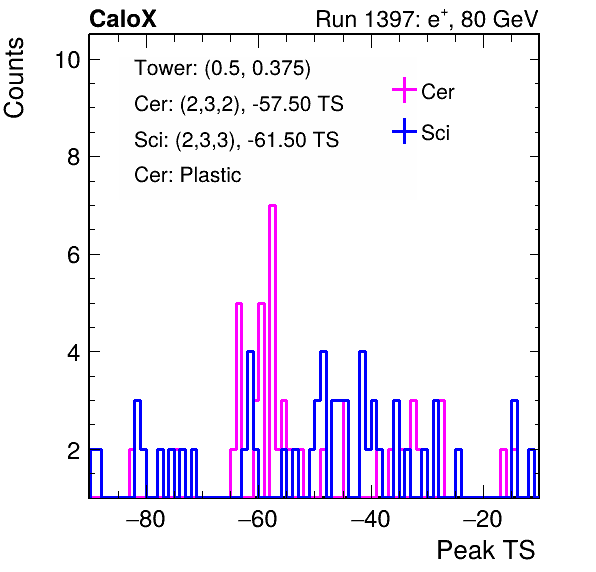 CaloX Run 1397: e⁺, 80 GeV
Counts
Tower: (0.5, 0.375)
Cer: (2,3,2), -57.50 TS
Sci: (2,3,3), -61.50 TS
Cer: Plastic
Cer
Sci
10
8
6
4
2
−80 −60 −40 −20
Peak TS